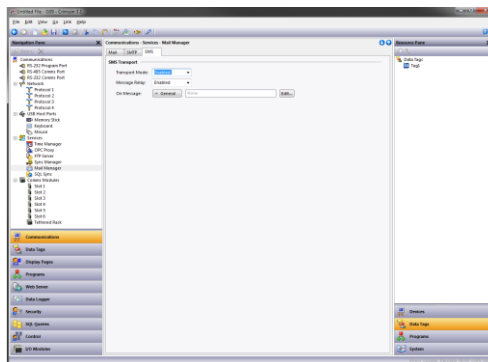 Untitled File - G09 - Crimson 3.0
File Edit View Go Link Help
Navigation Pane
Communications
RS-232 Program Port
RS-485 Comms Port
RS-232 Comms Port
Network
Protocol 1
Protocol 2
Protocol 3
Protocol 4
USB Host Ports
Memory Stick
Keyboard
Mouse
Services
Time Manager
OPC Proxy
FTP Server
Sync Manager
Mail Manager
SQL Sync
Comms Modules
Slot 1
Slot 2
Slot 3
Slot 4
Slot 5
Slot 6
Tethered Rack
Communications
Data Tags
Display Pages
Programs
Web Server
Data Logger
Security
SQL Queries
Control
I/O Modules
Communications - Services - Mail Manager
Mail SMTP SMS
SMS Transport
Transport Mode: Enabled
Message Relay: Enabled
On Message: General None Edit...
Resource Pane
Data Tags
Tag1
Devices
Data Tags
Programs
System